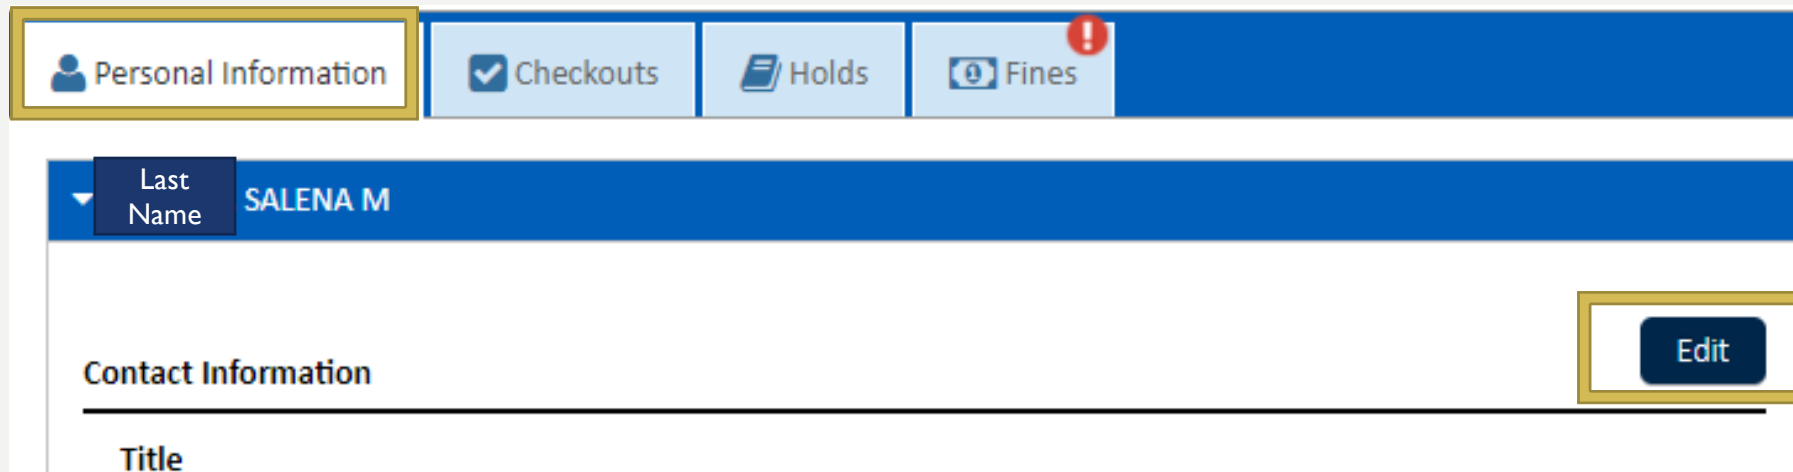 Personal Information
Checkouts
Holds
Fines
Last
Name
SALENA M
Edit
Contact Information
Title